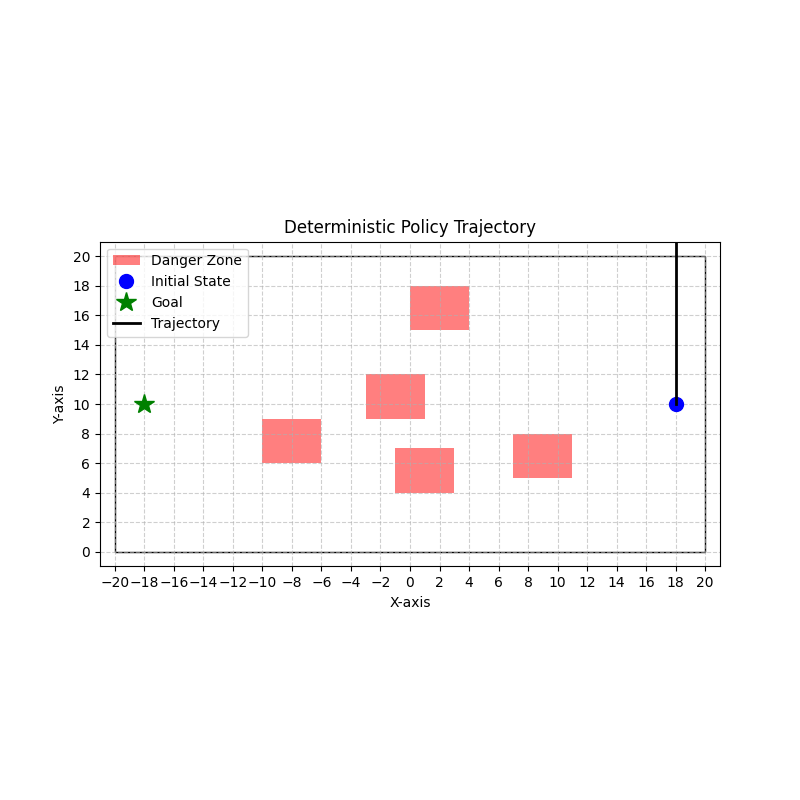 Deterministic Policy Trajectory
Danger Zone
Initial State
Goal
Trajectory
Y-axis
20
18
16
14
12
10
8
6
4
2
0
−20 −18 −16 −14 −12 −10 −8 −6 −4 −2 0 2 4 6 8 10 12 14 16 18 20
X-axis